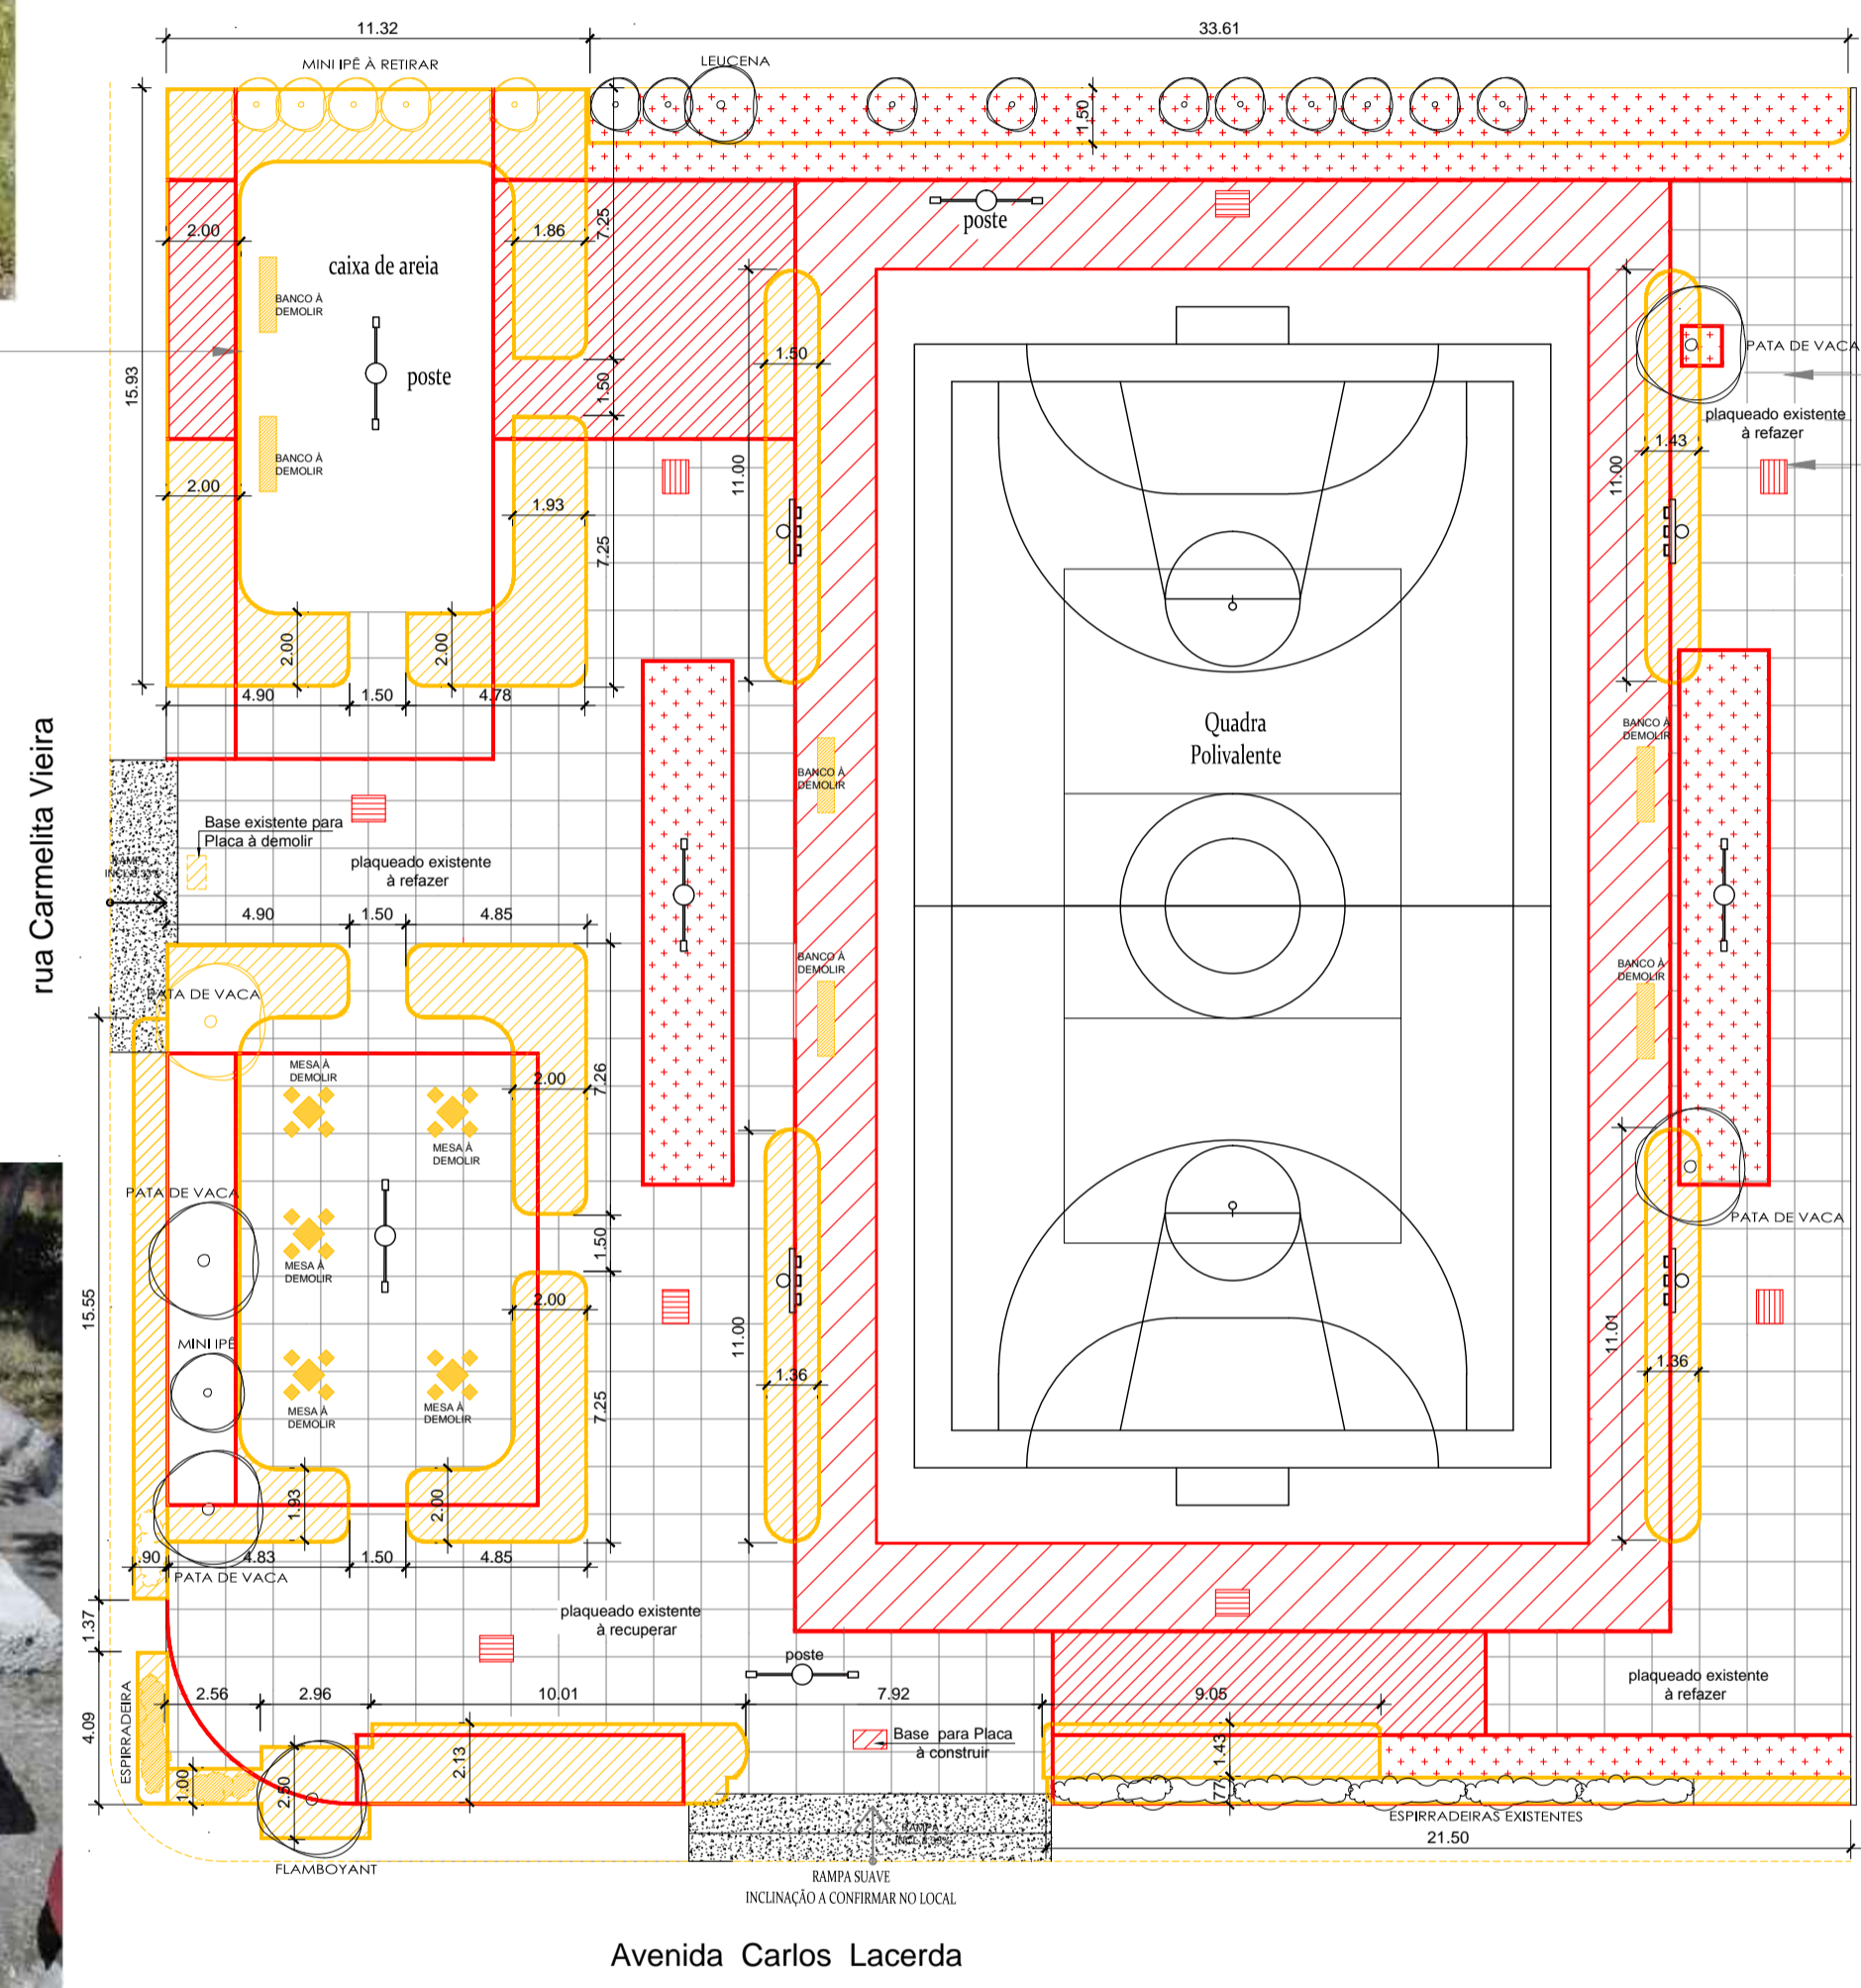 11.32
33.61
MINI IPÊ À RETIRAR
LEUCENA
1.50
poste
2.00
1.86
7.25
caixa de areia
BANCO À
DEMOLIR
15.93
poste
1.50
1.50
PATA DE VACA
plaqueado existente
à refazer
1.43
11.00
11.00
BANCO À
DEMOLIR
2.00
1.93
7.25
2.00
2.00
4.90
1.50
4.78
Quadra
Polivalente
BANCO À
DEMOLIR
BANCO À
DEMOLIR
rua Carmelita Vieira
Base existente para
Placa à demolir
RAMPA
plaqueado existente
à refazer
4.90
1.50
4.85
BANCO À
DEMOLIR
BANCO À
DEMOLIR
PATA DE VACA
MESA À
DEMOLIR
2.00
7.26
MESA À
DEMOLIR
PATA DE VACA
PATA DE VACA
1.50
MESA À
DEMOLIR
2.00
15.55
11.00
11.01
MINI IPÊ
1.36
1.36
MESA À
DEMOLIR
MESA À
DEMOLIR
7.25
1.93
2.00
.90
4.83
1.50
4.85
PATA DE VACA
1.37
plaqueado existente
à recuperar
poste
plaqueado existente
à refazer
ESPIRRADEIRA
4.09
2.56
2.96
10.01
7.92
9.05
Base para Placa
à construir
1.00
2.50
2.13
1.43
.77
ESPIRRADEIRAS EXISTENTES
RAMPA
21.50
FLAMBOYANT
RAMPA SUAVE
INCLINAÇÃO A CONFIRMAR NO LOCAL
Avenida Carlos Lacerda